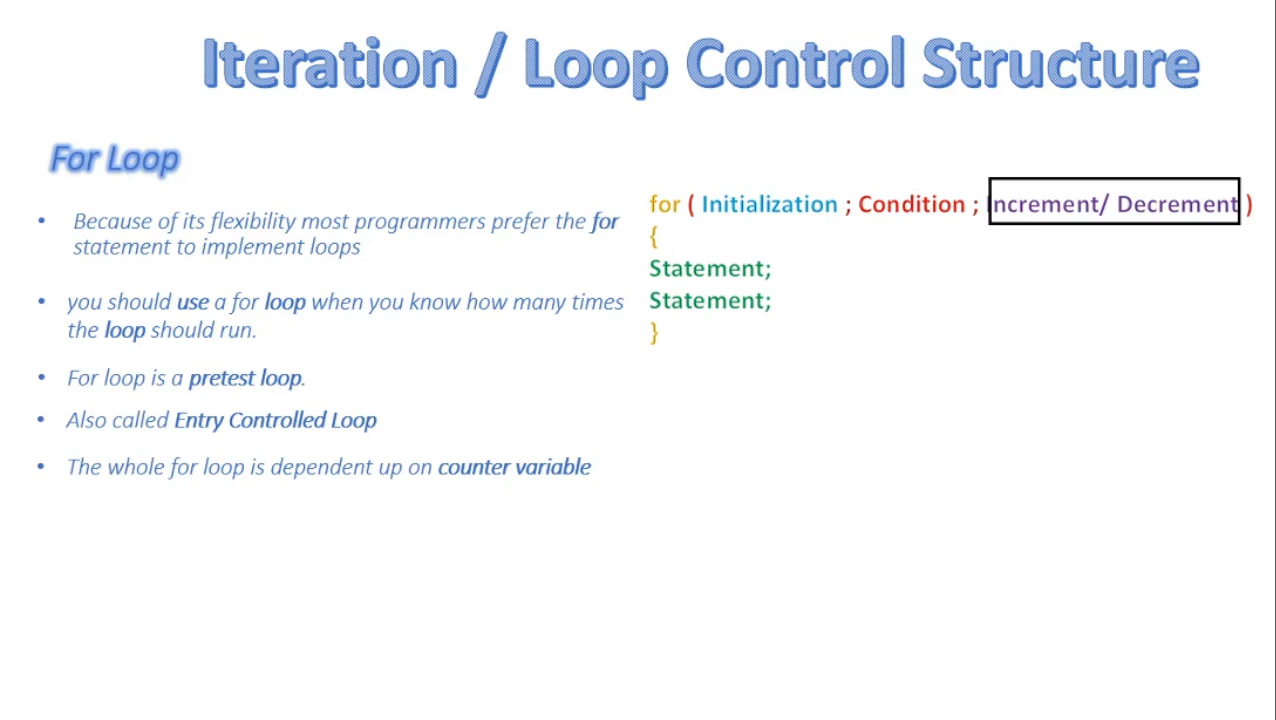 Iteration / Loop Control Structure
For Loop
• Because of its flexibility most programmers prefer the for
statement to implement loops
• you should use a for loop when you know how many times
the loop should run.
• For loop is a pretest loop.
• Also called Entry Controlled Loop
• The whole for loop is dependent up on counter variable
for ( Initialization ; Condition ; Increment/ Decrement )
{
Statement;
Statement;
}